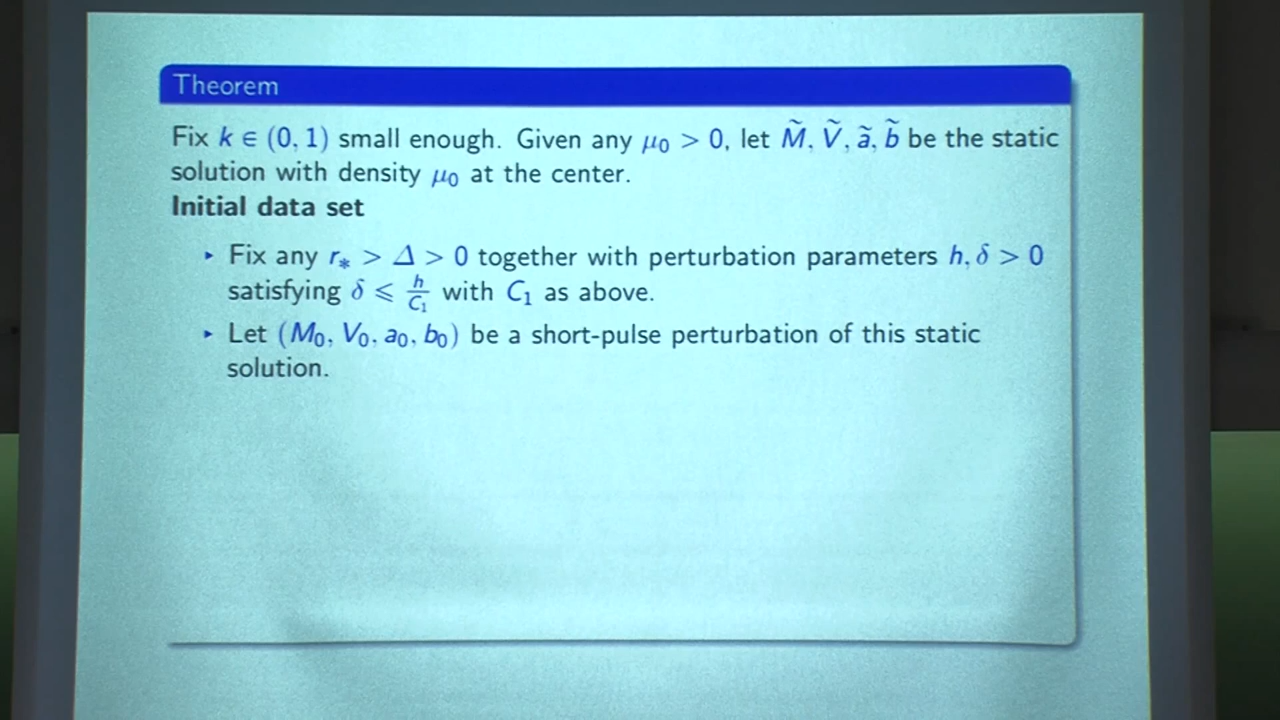 Theorem
Fix k ∈ (0, 1) small enough. Given any μ₀ > 0, let M̃, Ṽ, ã, b̃ be the static
solution with density μ₀ at the center.
Initial data set
▸ Fix any r∗ > Δ > 0 together with perturbation parameters h, δ > 0
satisfying δ ⩽ h/C₁ with C₁ as above.
▸ Let (M₀, V₀, a₀, b₀) be a short-pulse perturbation of this static
solution.